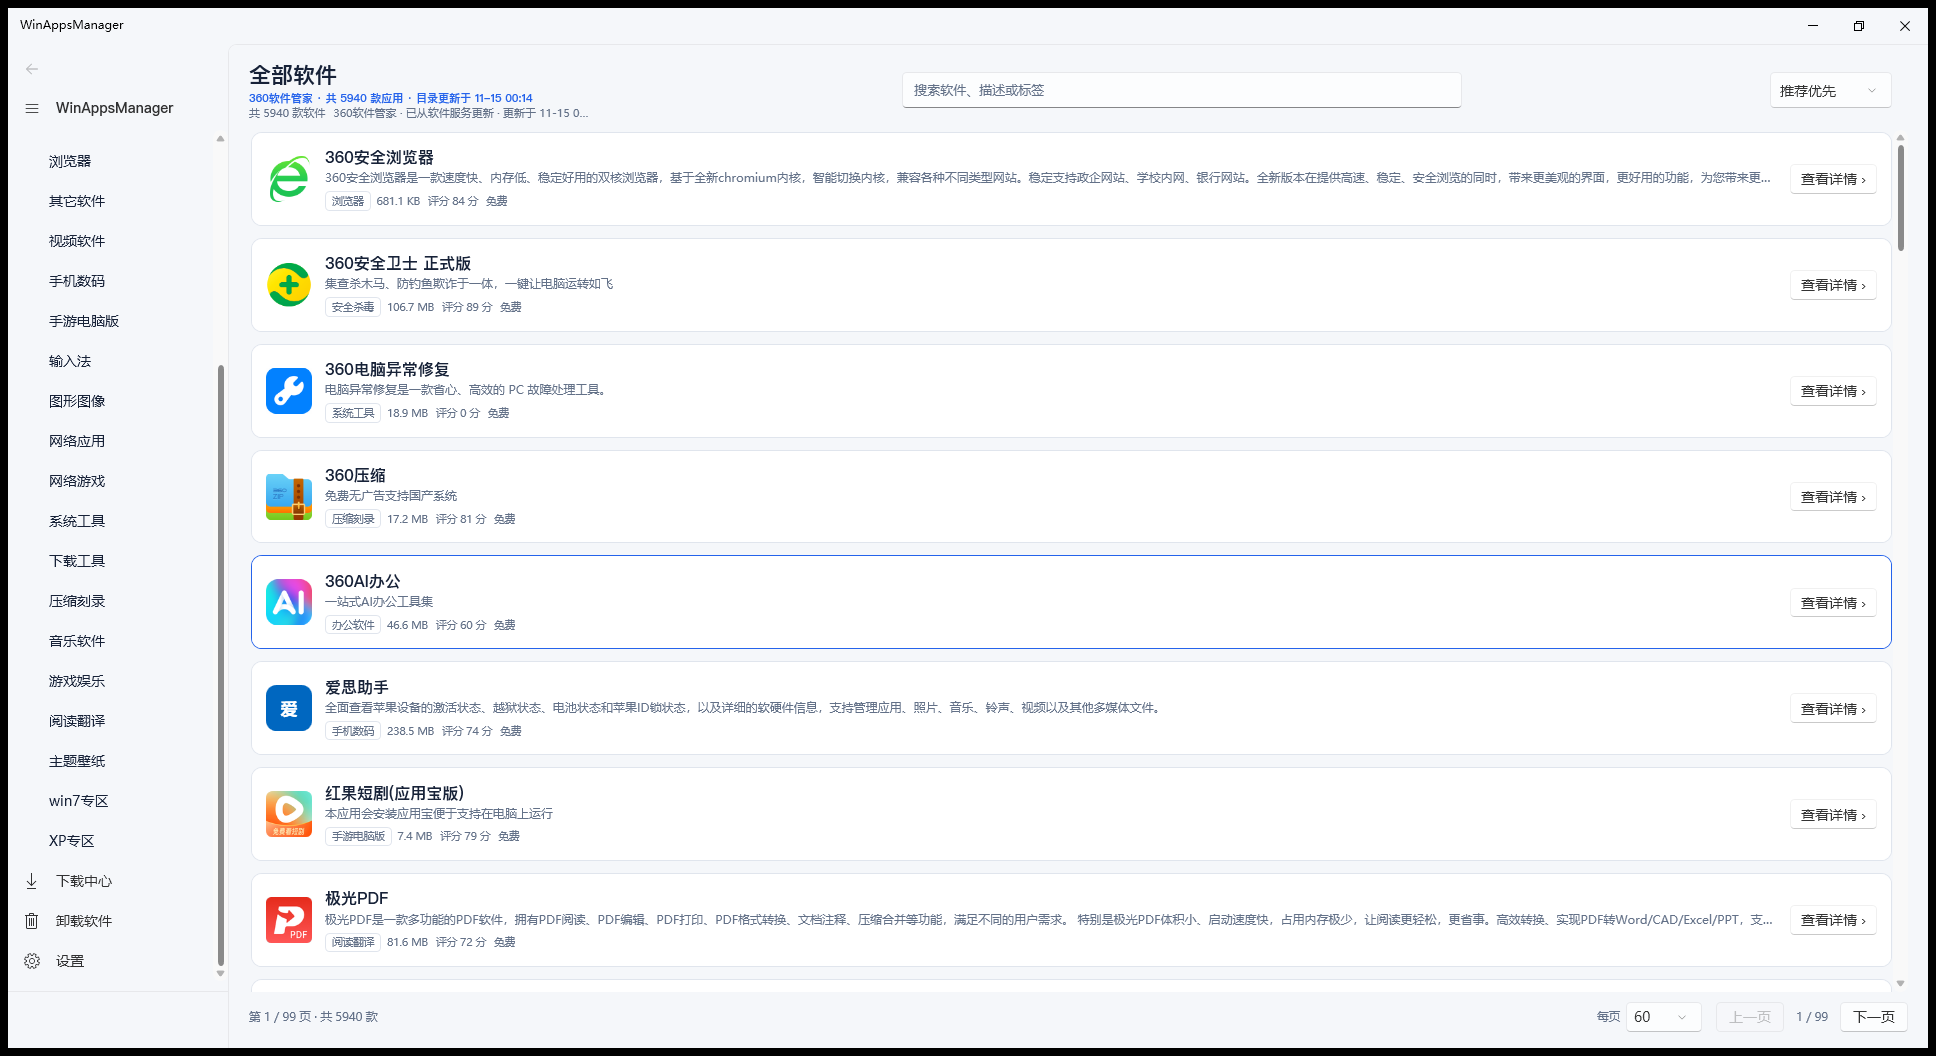 WinAppsManager
WinAppsManager
浏览器
其它软件
视频软件
手机数码
手游电脑版
输入法
图形图像
网络应用
网络游戏
系统工具
下载工具
压缩刻录
音乐软件
游戏娱乐
阅读翻译
主题壁纸
win7专区
XP专区
下载中心
卸载软件
设置
全部软件
360软件管家 · 共 5940 款应用 · 目录更新于 11-15 00:14
共 5940 款软件 360软件管家 · 已从软件服务更新 · 更新于 11-15 0...
搜索软件、描述或标签
推荐优先
360安全浏览器
360安全浏览器是一款速度快、内存低、稳定好用的双核浏览器，基于全新chromium内核，智能切换内核，兼容各种不同类型网站。稳定支持政企网站、学校内网、银行网站。全新版本在提供高速、稳定、安全浏览的同时，带来更美观的界面，更好用的功能，为您带来更...
浏览器 681.1 KB 评分 84 分 免费
查看详情 ›
360安全卫士 正式版
集查杀木马、防钓鱼欺诈于一体，一键让电脑运转如飞
安全杀毒 106.7 MB 评分 89 分 免费
查看详情 ›
360电脑异常修复
电脑异常修复是一款省心、高效的 PC 故障处理工具。
系统工具 18.9 MB 评分 0 分 免费
查看详情 ›
ZIP
360压缩
免费无广告支持国产系统
压缩刻录 17.2 MB 评分 81 分 免费
查看详情 ›
AI
360AI办公
一站式AI办公工具集
办公软件 46.6 MB 评分 60 分 免费
查看详情 ›
爱
爱思助手
全面查看苹果设备的激活状态、越狱状态、电池状态和苹果ID锁状态，以及详细的软硬件信息，支持管理应用、照片、音乐、铃声、视频以及其他多媒体文件。
手机数码 238.5 MB 评分 74 分 免费
查看详情 ›
免费看短剧
红果短剧(应用宝版)
本应用会安装应用宝便于支持在电脑上运行
手游电脑版 7.4 MB 评分 79 分 免费
查看详情 ›
PDF
极光PDF
极光PDF是一款多功能的PDF软件，拥有PDF阅读、PDF编辑、PDF打印、PDF格式转换、文档注释、压缩合并等功能，满足不同的用户需求。 特别是极光PDF体积小、启动速度快，占用内存极少，让阅读更轻松，更省事。高效转换、实现PDF转Word/CAD/Excel/PPT，支...
阅读翻译 81.6 MB 评分 72 分 免费
查看详情 ›
第 1 / 99 页 · 共 5940 款
每页 60 上一页 1 / 99 下一页